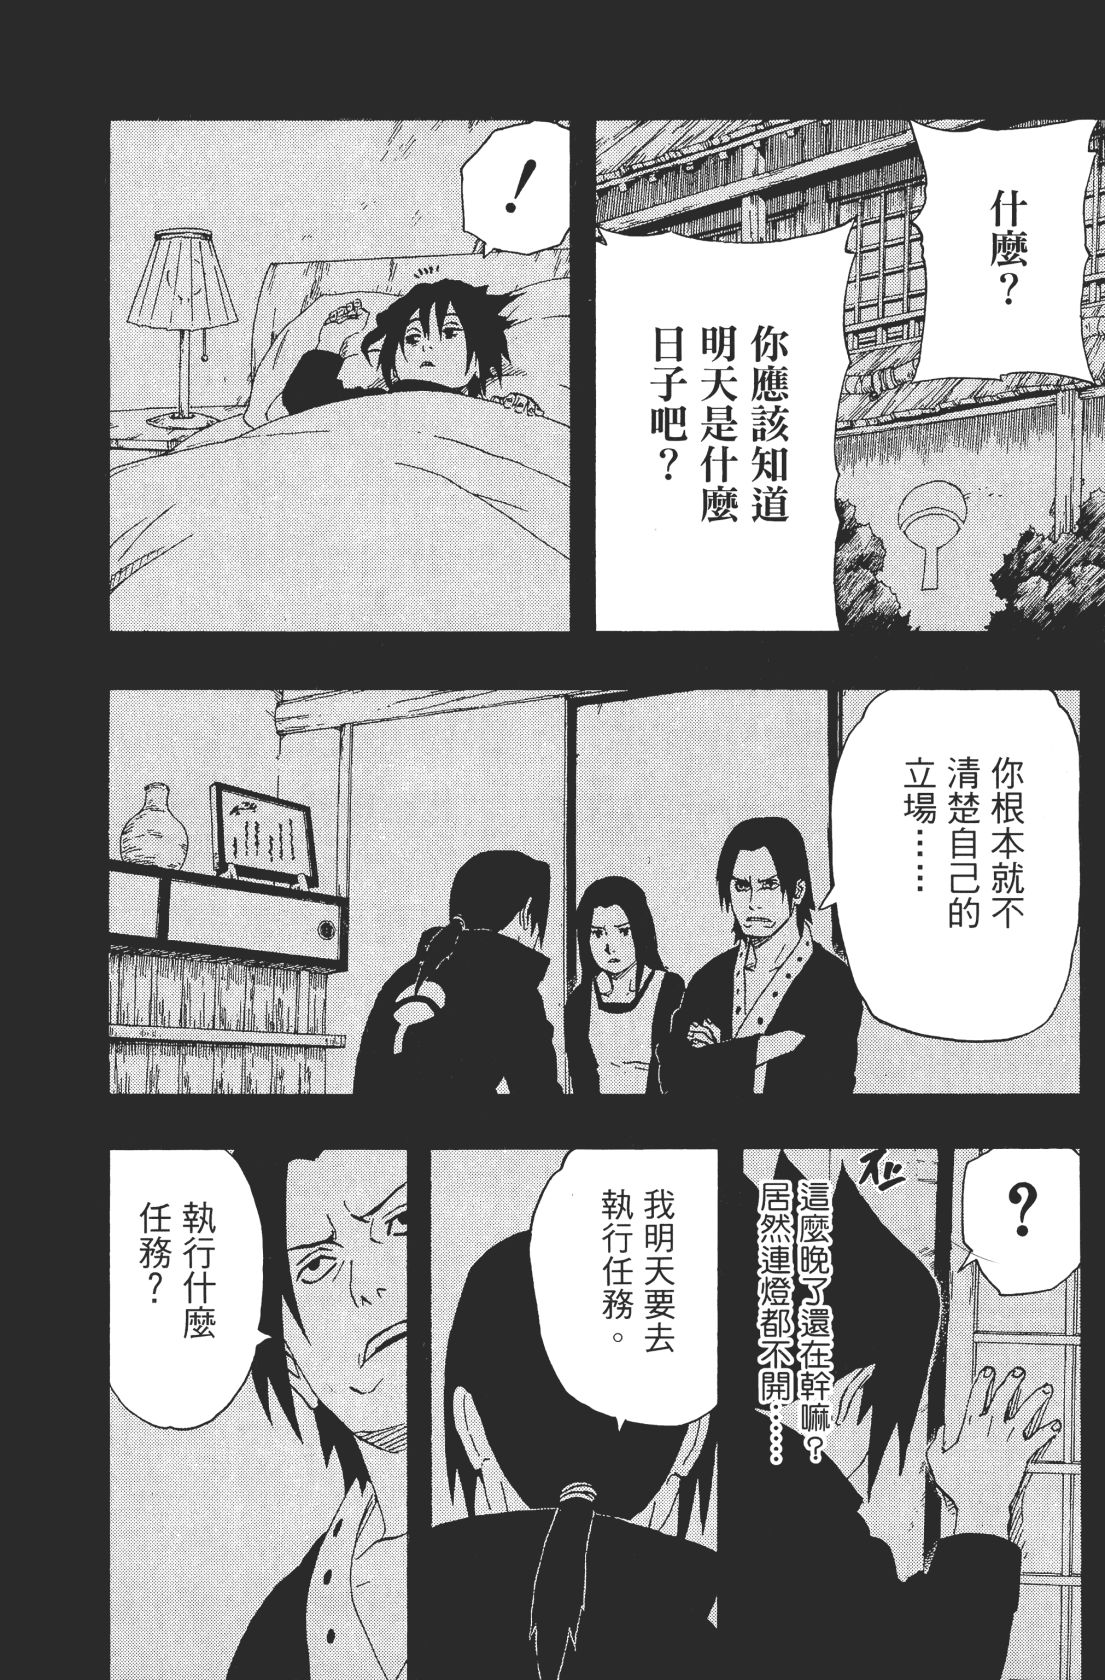 什麼？
你應該知道
明天是什麼
日子吧？
！
你根本就不
清楚自己的
立場……
？
這麼晚了還在幹嘛？
居然連燈都不開……
我明天要去
執行任務。
執行什麼
任務？